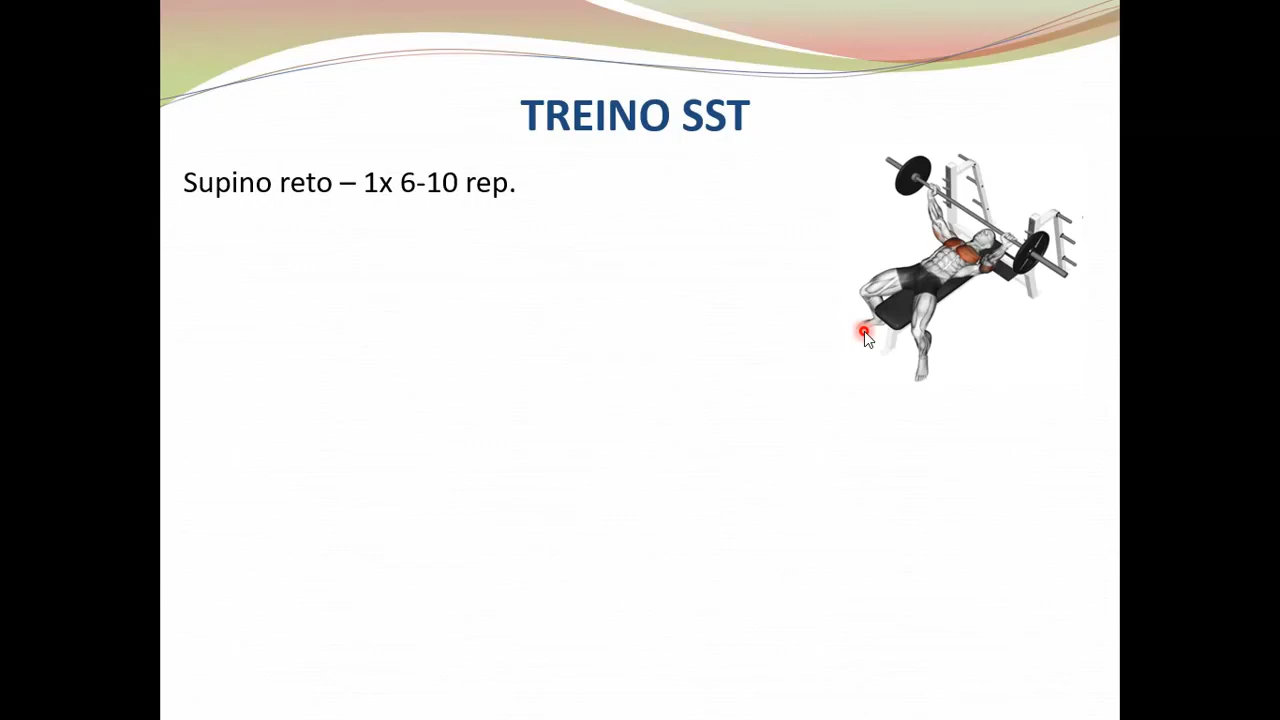 TREINO SST
Supino reto – 1x 6-10 rep.